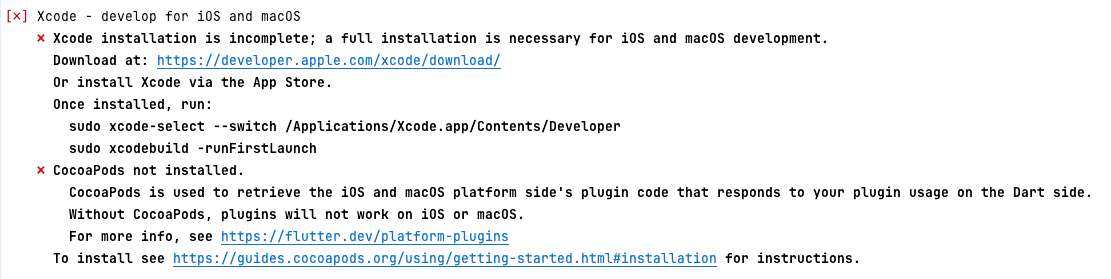 [✗] Xcode - develop for iOS and macOS
✗ Xcode installation is incomplete; a full installation is necessary for iOS and macOS development.
Download at: https://developer.apple.com/xcode/download/
Or install Xcode via the App Store.
Once installed, run:
sudo xcode-select --switch /Applications/Xcode.app/Contents/Developer
sudo xcodebuild -runFirstLaunch
✗ CocoaPods not installed.
CocoaPods is used to retrieve the iOS and macOS platform side's plugin code that responds to your plugin usage on the Dart side.
Without CocoaPods, plugins will not work on iOS or macOS.
For more info, see https://flutter.dev/platform-plugins
To install see https://guides.cocoapods.org/using/getting-started.html#installation for instructions.